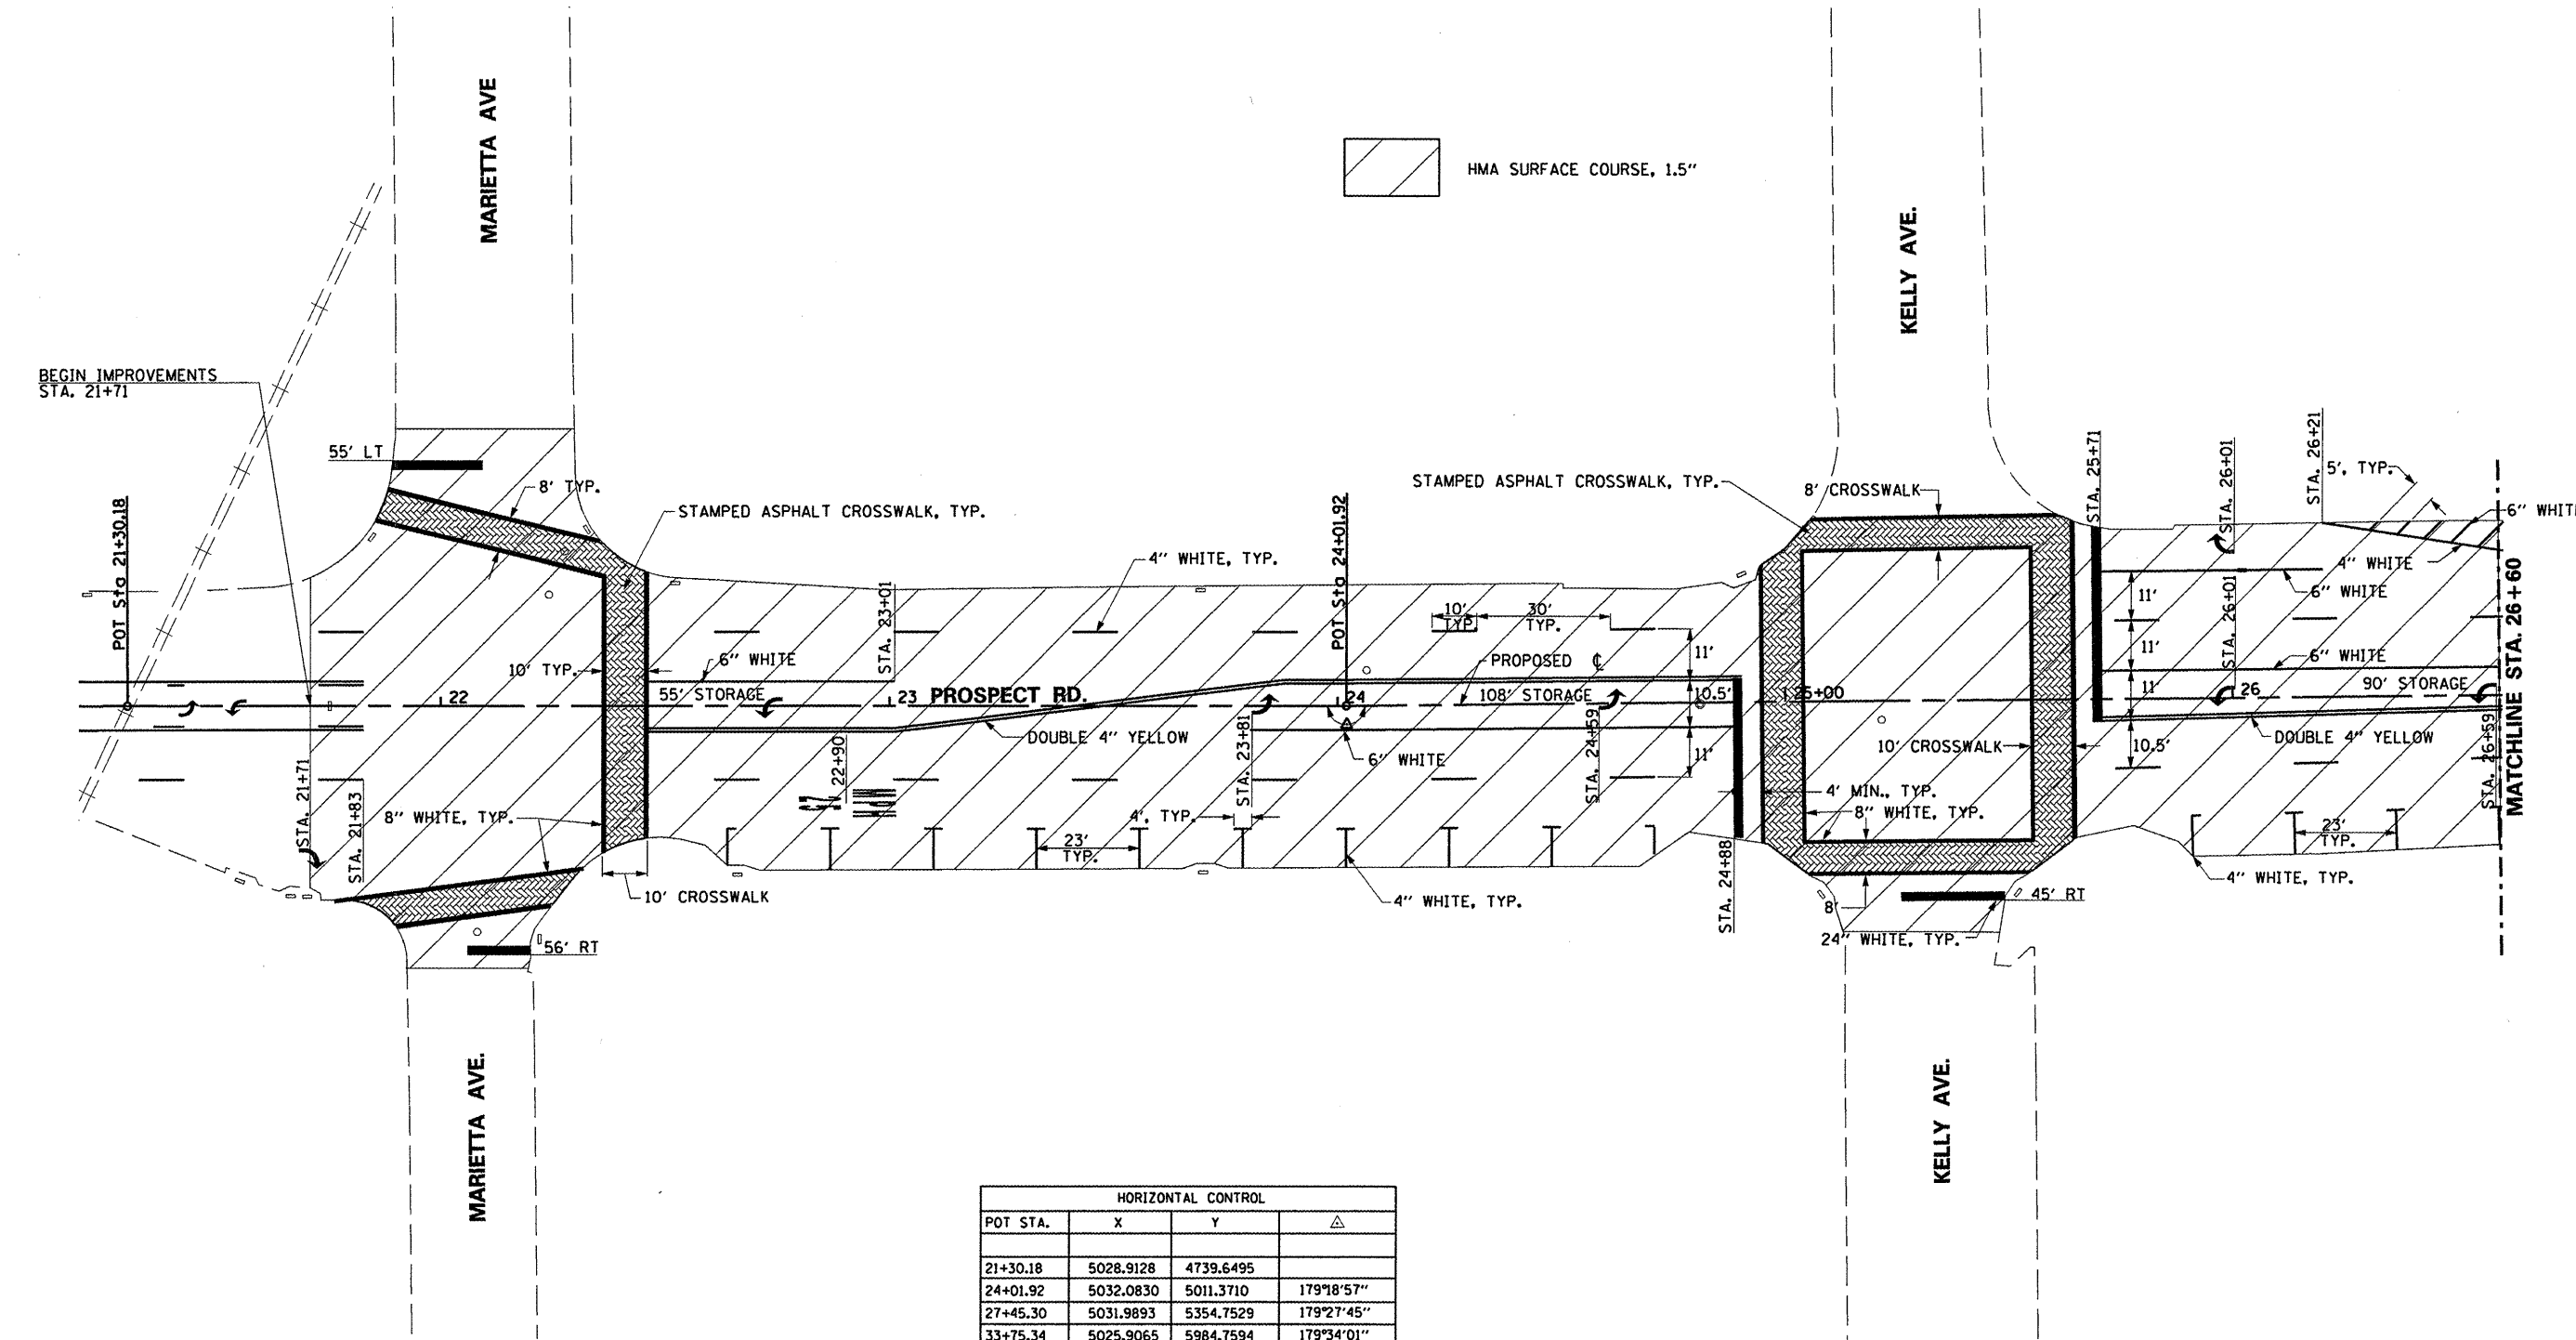 MARIETTA AVE
KELLY AVE.
HMA SURFACE COURSE, 1.5"
BEGIN IMPROVEMENTS
STA. 21+71
55' LT
8' TYP.
POT Sta 21+30.18
STAMPED ASPHALT CROSSWALK, TYP.
4" WHITE, TYP.
STA. 23+01
POT Sta 24+01.92
STAMPED ASPHALT CROSSWALK, TYP.
8' CROSSWALK
STA. 25+71
STA. 26+01
STA. 26+21
5', TYP.
6" WHIT
4" WHITE
6" WHITE
STA. 26+01
11'
11'
11'
10.5'
6" WHITE
26
90' STORAGE
DOUBLE 4" YELLOW
STA. 26+59
MATCHLINE STA. 26+60
10' TYP.
6" WHITE
55' STORAGE
22
23
PROSPECT RD.
10' TYP.
30' TYP.
PROPOSED ℄
11'
24
108' STORAGE
10.5'
25+00
DOUBLE 4" YELLOW
6" WHITE
11'
10' CROSSWALK
STA. 21+71
STA. 21+83
8" WHITE, TYP.
22+90
STA. 23+81
STA. 24+59
4', TYP.
23' TYP.
4' MIN., TYP.
8" WHITE, TYP.
23' TYP.
4" WHITE, TYP.
10' CROSSWALK
4" WHITE, TYP.
STA. 24+88
8'
45' RT
24" WHITE, TYP.
56' RT
MARIETTA AVE.
KELLY AVE.
HORIZONTAL CONTROL
POT STA. X Y △
21+30.18 5028.9128 4739.6495
24+01.92 5032.0830 5011.3710 179°18'57"
27+45.30 5031.9893 5354.7529 179°27'45"
33+75.34 5025.9065 5984.7594 179°34'01"